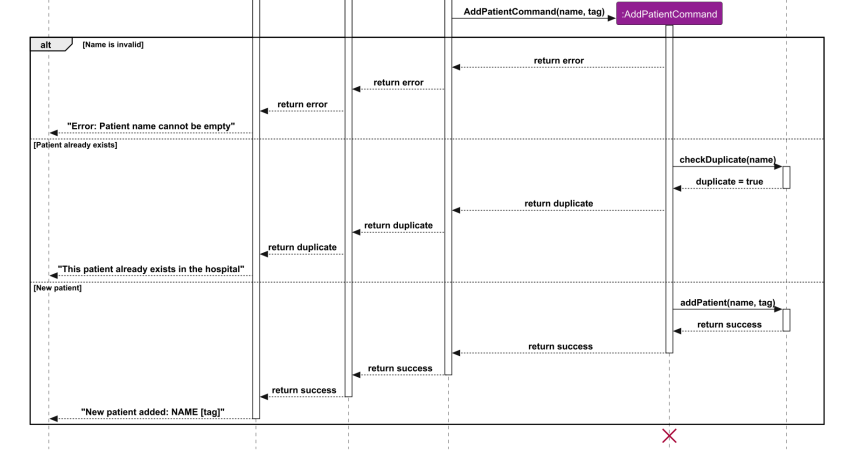 AddPatientCommand(name, tag)
:AddPatientCommand
alt
[Name is invalid]
return error
return error
return error
"Error: Patient name cannot be empty"
[Patient already exists]
checkDuplicate(name)
duplicate = true
return duplicate
return duplicate
return duplicate
"This patient already exists in the hospital"
[New patient]
addPatient(name, tag)
return success
return success
return success
return success
"New patient added: NAME [tag]"